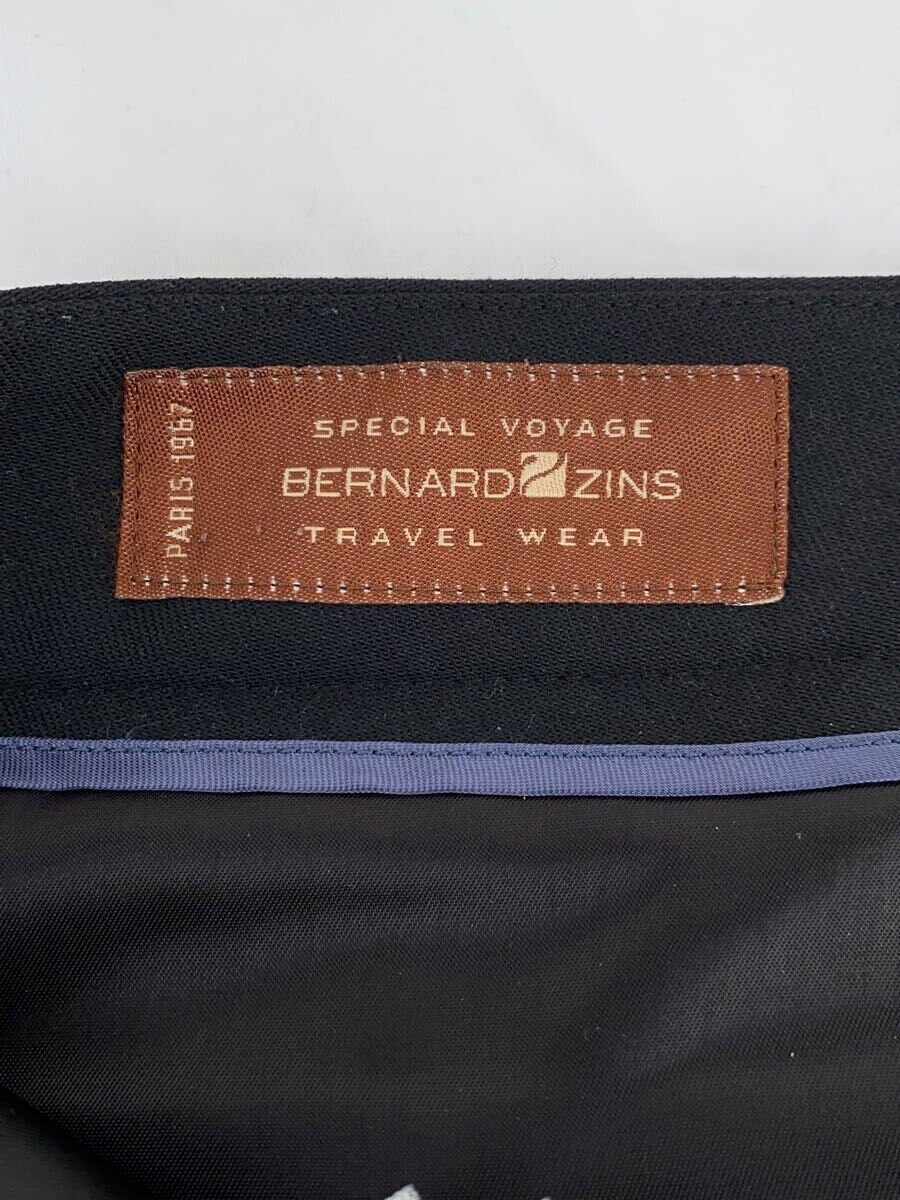 PARIS 1967
SPECIAL VOYAGE
BERNARD ZINS
TRAVEL WEAR